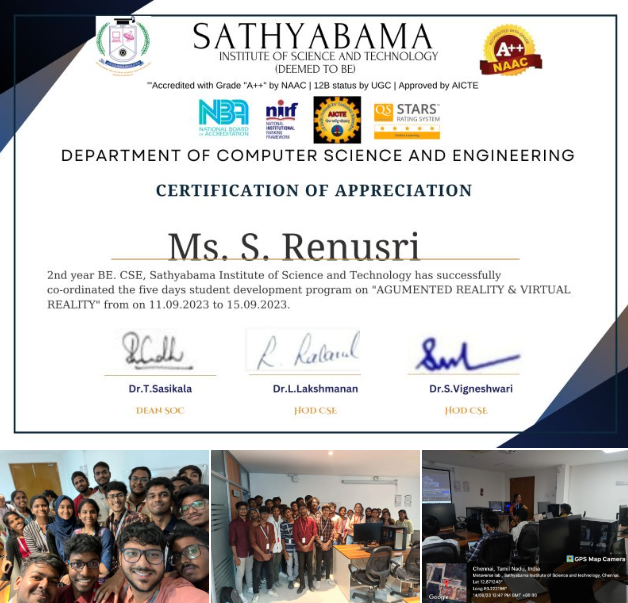 SATHYABAMA
INSTITUTE OF SCIENCE AND TECHNOLOGY
(DEEMED TO BE)
"Accredited with Grade "A++" by NAAC | 12B status by UGC | Approved by AICTE
A++
NAAC
NBA
NATIONAL BOARD
of ACCREDITATION
nirf
NATIONAL
INSTITUTIONAL
RANKING
FRAMEWORK
AICTE
QS STARS™
RATING SYSTEM
DEPARTMENT OF COMPUTER SCIENCE AND ENGINEERING
CERTIFICATION OF APPRECIATION
Ms. S. Renusri
2nd year BE. CSE, Sathyabama Institute of Science and Technology has successfully
co-ordinated the five days student development program on "AGUMENTED REALITY & VIRTUAL
REALITY" from on 11.09.2023 to 15.09.2023.
Dr.T.Sasikala
Dr.L.Lakshmanan
Dr.S.Vigneshwari
DEAN SOC
HOD CSE
HOD CSE
GPS Map Camera
Chennai, Tamil Nadu, India
Google